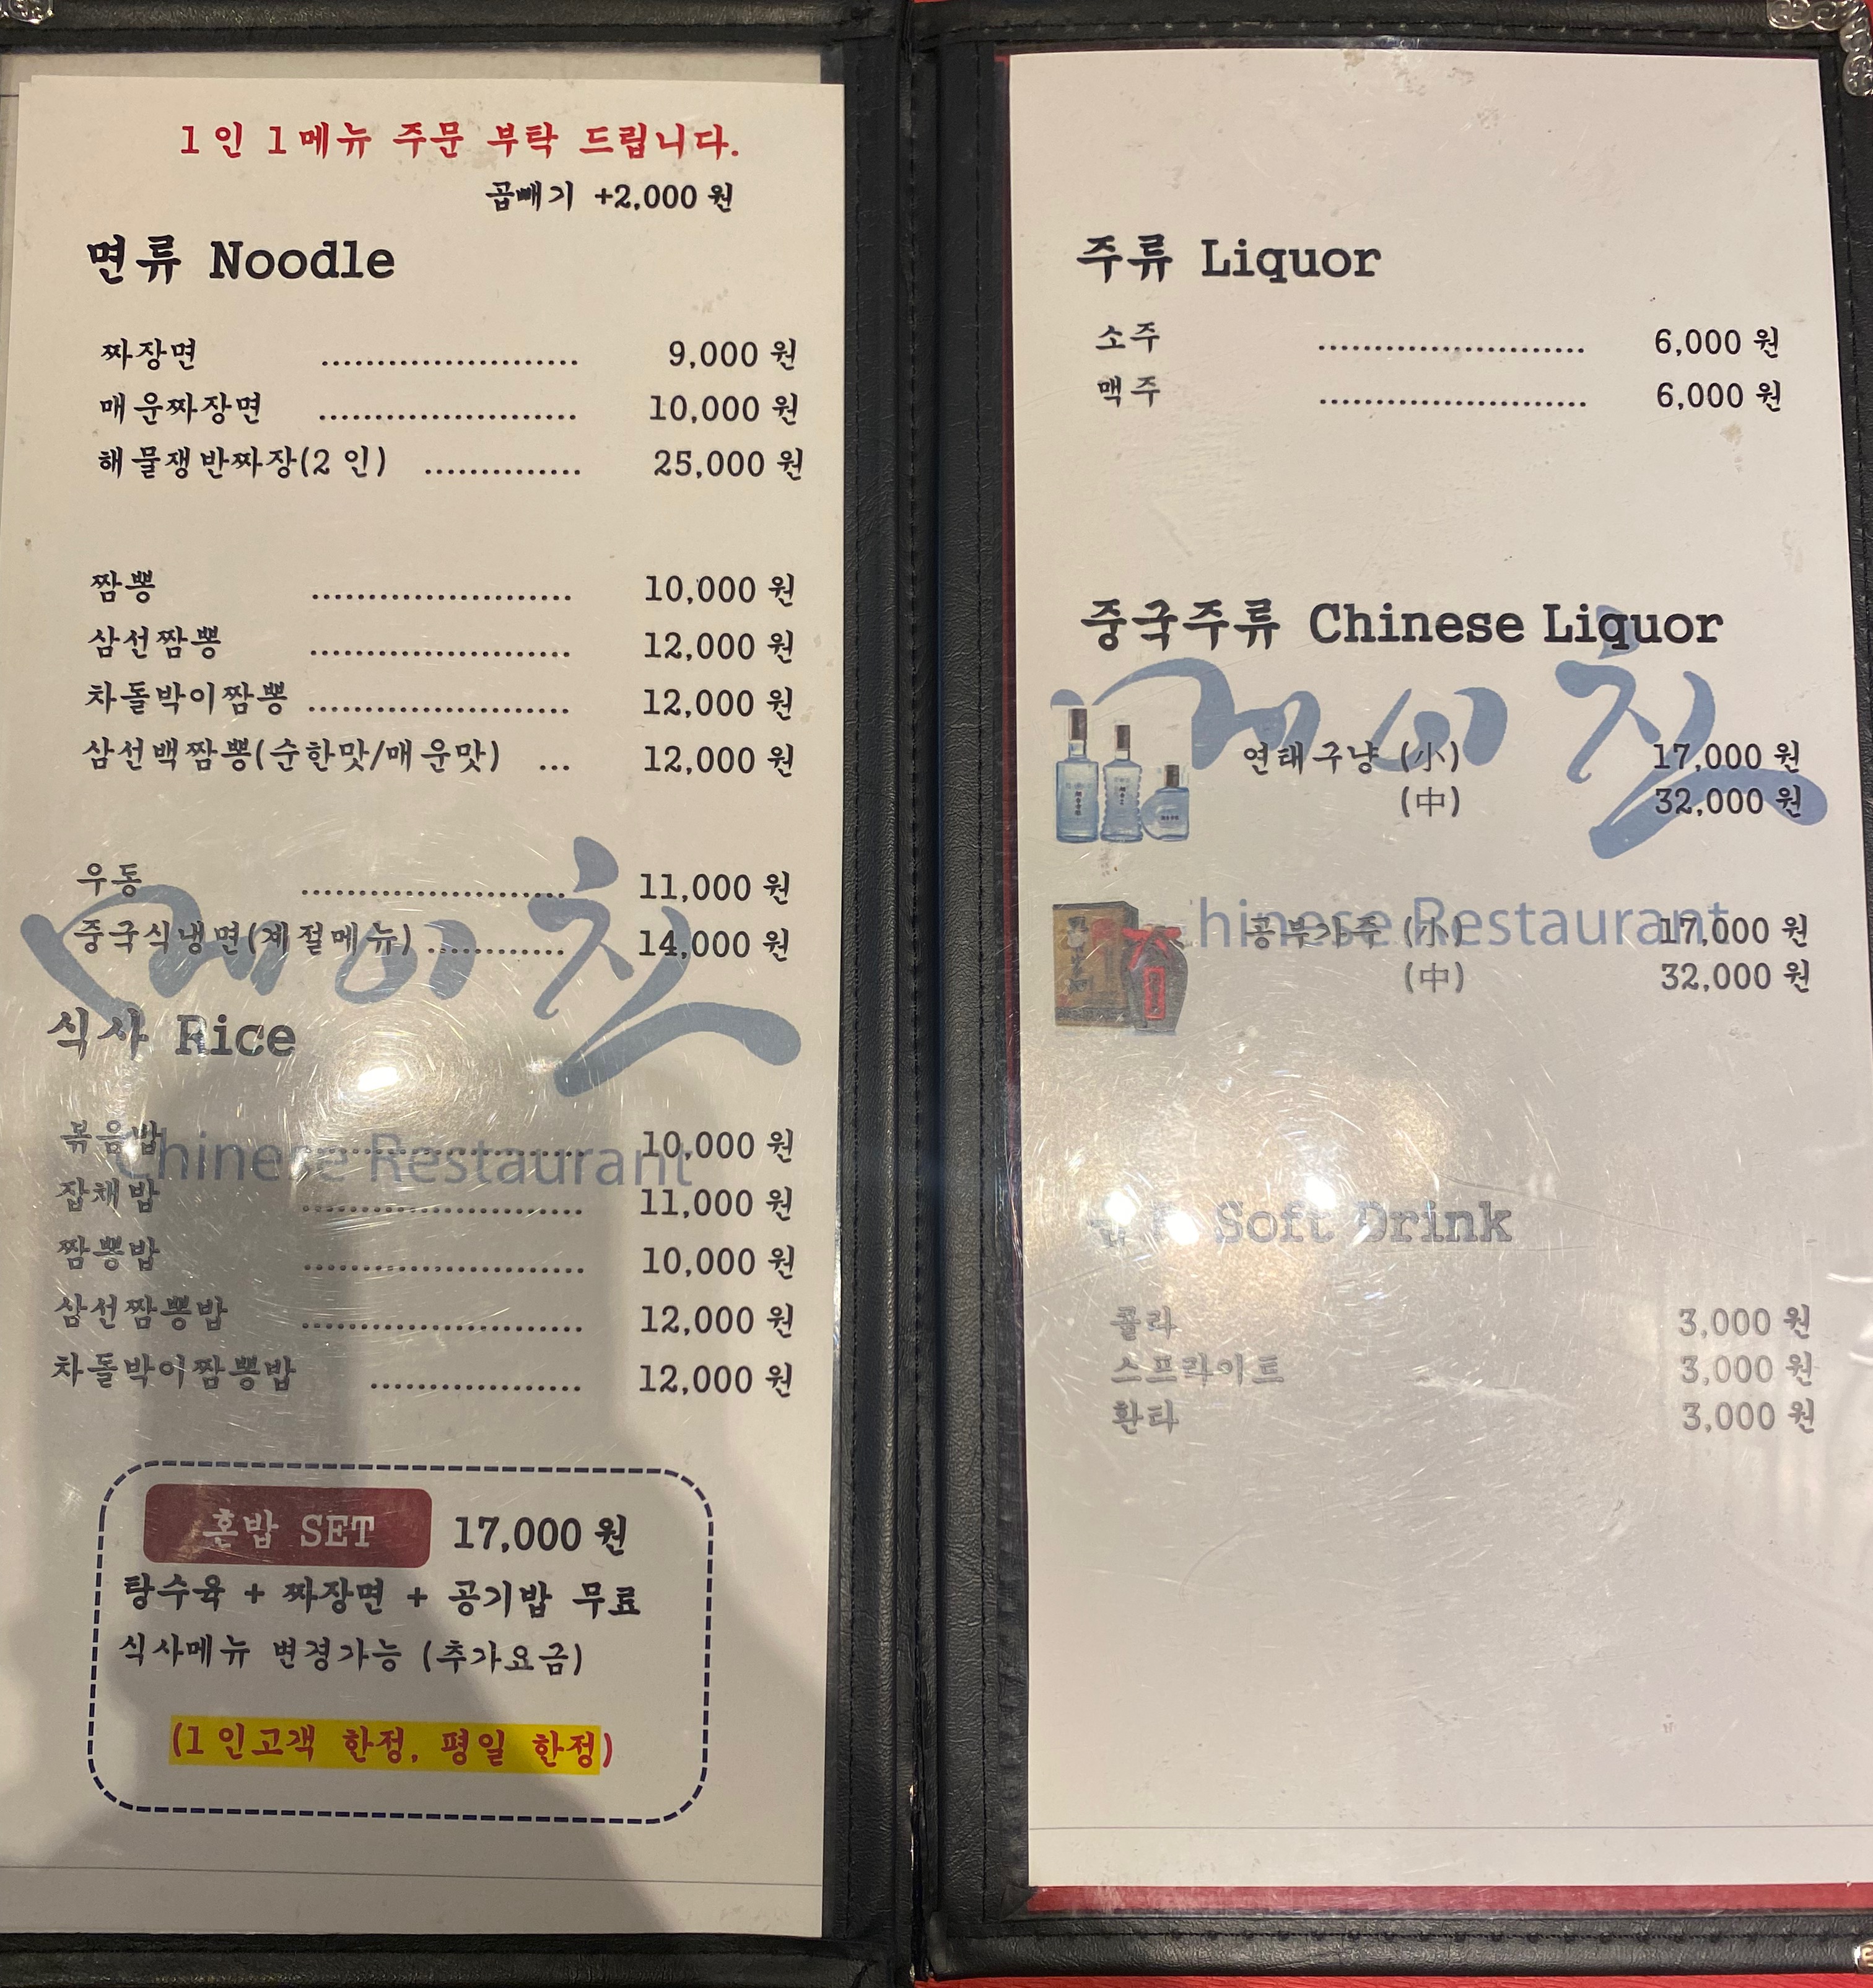 1인 1메뉴 주문 부탁 드립니다.
곱빼기 +2,000 원
면류 Noodle
짜장면 ...................... 9,000 원
매운짜장면 ...................... 10,000 원
해물쟁반짜장(2 인) .............. 25,000 원
짬뽕 ...................... 10,000 원
삼선짬뽕 ...................... 12,000 원
차돌박이짬뽕 ...................... 12,000 원
삼선백짬뽕(순한맛/매운맛) ... 12,000 원
우동 ....................... 11,000 원
중국식냉면(계절메뉴) ............ 14,000 원
식사 Rice
볶음밥 ........................ 10,000 원
Chinese Restaurant
잡채밥 ........................ 11,000 원
짬뽕밥 ........................ 10,000 원
삼선짬뽕밥 ........................ 12,000 원
차돌박이짬뽕밥 .................. 12,000 원
혼밥 SET 17,000 원
탕수육 + 짜장면 + 공기밥 무료
식사메뉴 변경가능 (추가요금)
(1 인고객 한정, 평일 한정)
주류 Liquor
소주 ...................... 6,000 원
맥주 ...................... 6,000 원
중국주류 Chinese Liquor
연태구냥 (小) 17,000 원
(中) 32,000 원
hinese Restaurant
공부가주 (小) 17,000 원
(中) 32,000 원
Soft Drink
콜라 3,000 원
스프라이트 3,000 원
환타 3,000 원